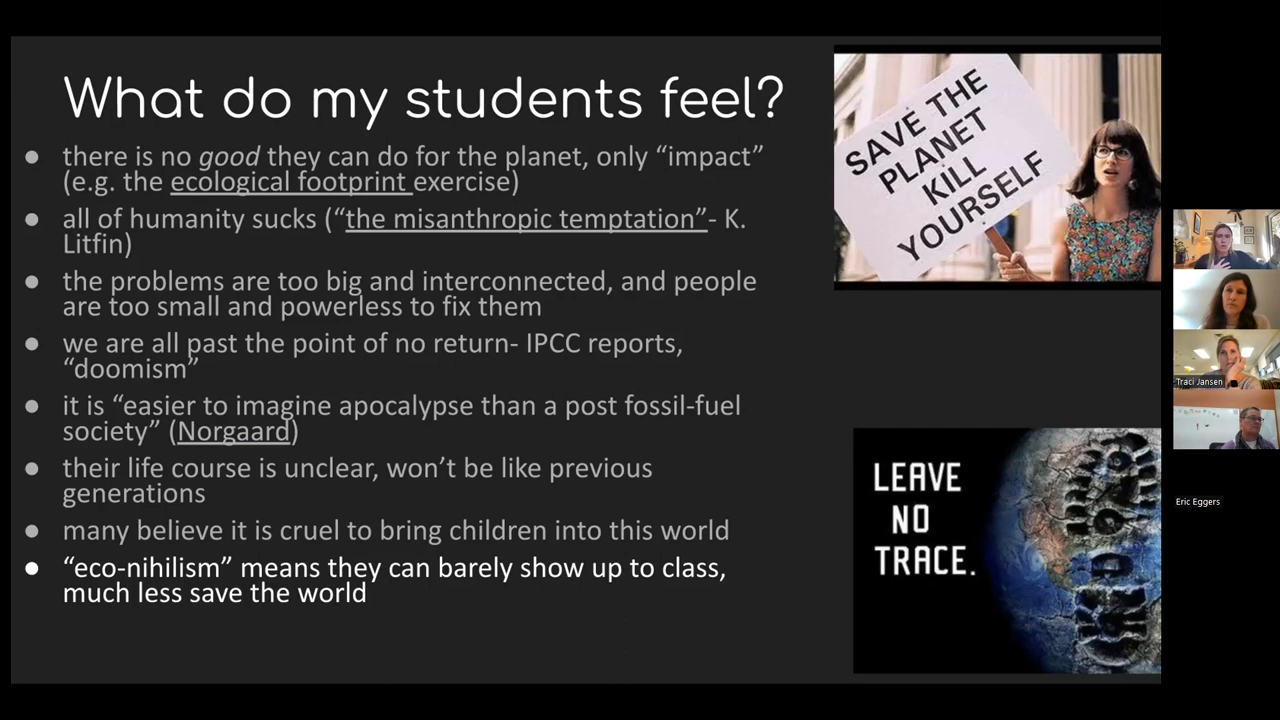 What do my students feel?
● there is no good they can do for the planet, only “impact”
(e.g. the ecological footprint exercise)
● all of humanity sucks (“the misanthropic temptation”- K.
Litfin)
● the problems are too big and interconnected, and people
are too small and powerless to fix them
● we are all past the point of no return- IPCC reports,
“doomism”
● it is “easier to imagine apocalypse than a post fossil-fuel
society” (Norgaard)
● their life course is unclear, won’t be like previous
generations
● many believe it is cruel to bring children into this world
● “eco-nihilism” means they can barely show up to class,
much less save the world
SAVE THE
PLANET
KILL
YOURSELF
LEAVE
NO
TRACE.
Traci Jansen
Eric Eggers